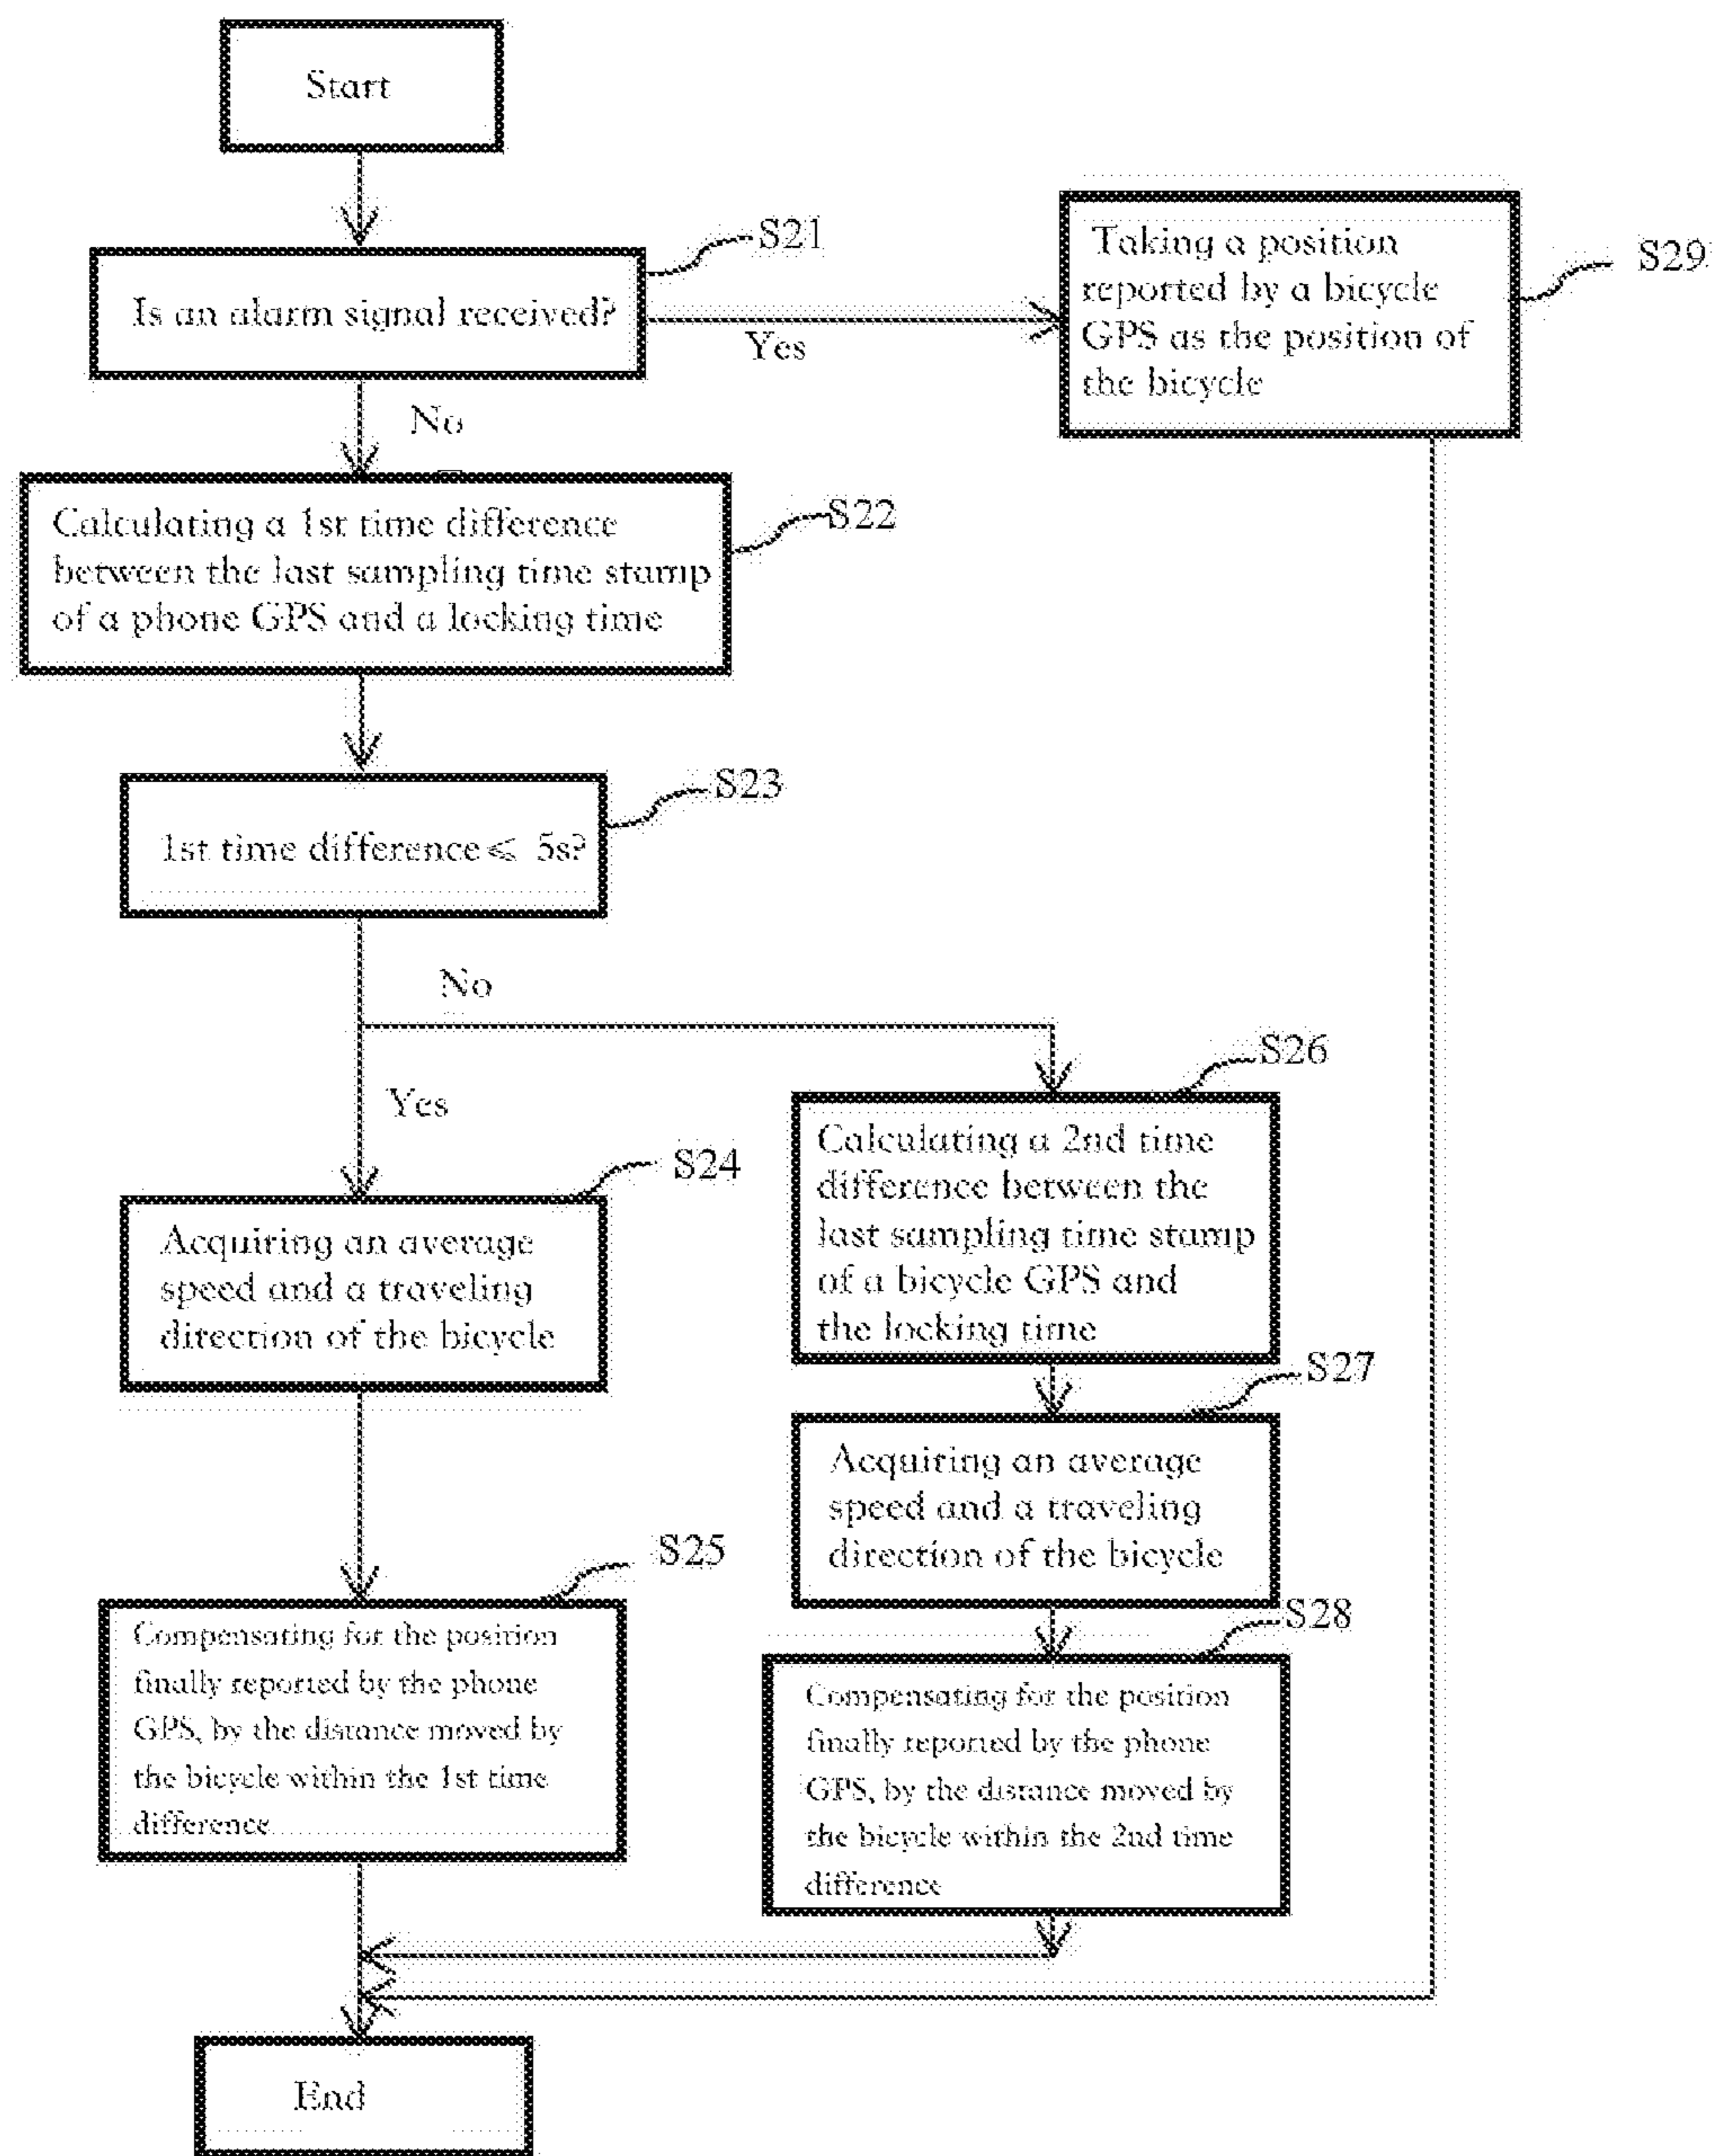 Start
S21
Is an alarm signal received?
Yes
Taking a position
reported by a bicycle
GPS as the position of
the bicycle
S29
No
Calculating a 1st time difference
between the last sampling time stamp
of a phone GPS and a locking time
S22
1st time difference ⩽ 5s?
S23
No
Yes
S24
Acquiring an average
speed and a traveling
direction of the bicycle
S26
Calculating a 2nd time
difference between the
last sampling time stamp
of a bicycle GPS and
the locking time
S27
Acquiring an average
speed and a traveling
direction of the bicycle
S25
Compensating for the position
finally reported by the phone
GPS, by the distance moved by
the bicycle within the 1st time
difference
S28
Compensating for the position
finally reported by the phone
GPS, by the distance moved by
the bicycle within the 2nd time
difference
End